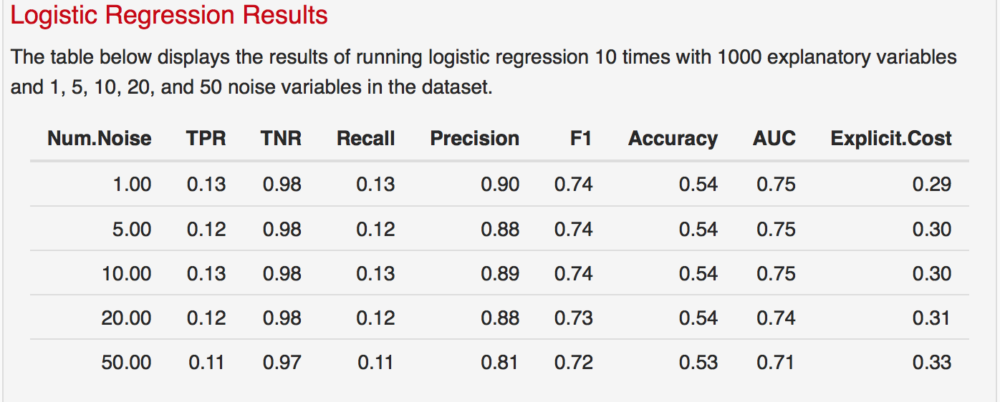 Logistic Regression Results
The table below displays the results of running logistic regression 10 times with 1000 explanatory variables
and 1, 5, 10, 20, and 50 noise variables in the dataset.
Num.Noise TPR TNR Recall Precision F1 Accuracy AUC Explicit.Cost
1.00 0.13 0.98 0.13 0.90 0.74 0.54 0.75 0.29
5.00 0.12 0.98 0.12 0.88 0.74 0.54 0.75 0.30
10.00 0.13 0.98 0.13 0.89 0.74 0.54 0.75 0.30
20.00 0.12 0.98 0.12 0.88 0.73 0.54 0.74 0.31
50.00 0.11 0.97 0.11 0.81 0.72 0.53 0.71 0.33